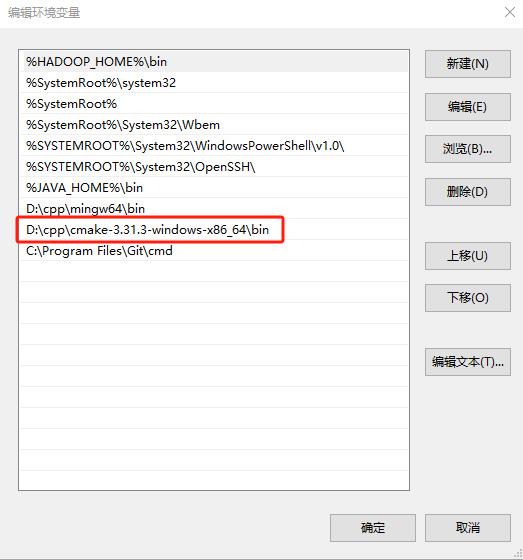 编辑环境变量
%HADOOP_HOME%\bin
%SystemRoot%\system32
%SystemRoot%
%SystemRoot%\System32\Wbem
%SYSTEMROOT%\System32\WindowsPowerShell\v1.0\
%SYSTEMROOT%\System32\OpenSSH\
%JAVA_HOME%\bin
D:\cpp\mingw64\bin
D:\cpp\cmake-3.31.3-windows-x86_64\bin
C:\Program Files\Git\cmd
新建(N)
编辑(E)
浏览(B)...
删除(D)
上移(U)
下移(O)
编辑文本(T)...
确定
取消